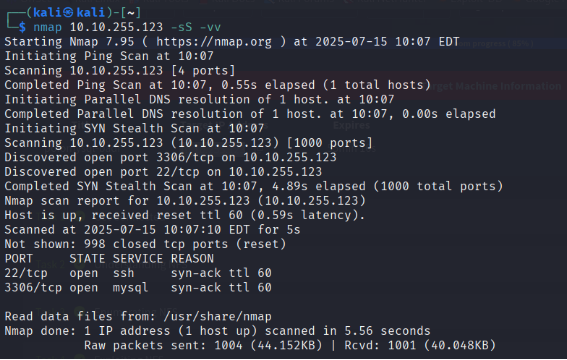 ┌──(kali㉿kali)-[~]
└─$ nmap 10.10.255.123 -sS -vv
Starting Nmap 7.95 ( https://nmap.org ) at 2025-07-15 10:07 EDT
Initiating Ping Scan at 10:07
Scanning 10.10.255.123 [4 ports]
Completed Ping Scan at 10:07, 0.55s elapsed (1 total hosts)
Initiating Parallel DNS resolution of 1 host. at 10:07
Completed Parallel DNS resolution of 1 host. at 10:07, 0.00s elapsed
Initiating SYN Stealth Scan at 10:07
Scanning 10.10.255.123 (10.10.255.123) [1000 ports]
Discovered open port 3306/tcp on 10.10.255.123
Discovered open port 22/tcp on 10.10.255.123
Completed SYN Stealth Scan at 10:07, 4.89s elapsed (1000 total ports)
Nmap scan report for 10.10.255.123 (10.10.255.123)
Host is up, received reset ttl 60 (0.59s latency).
Scanned at 2025-07-15 10:07:10 EDT for 5s
Not shown: 998 closed tcp ports (reset)
PORT     STATE SERVICE REASON
22/tcp   open  ssh     syn-ack ttl 60
3306/tcp open  mysql   syn-ack ttl 60

Read data files from: /usr/share/nmap
Nmap done: 1 IP address (1 host up) scanned in 5.56 seconds
           Raw packets sent: 1004 (44.152KB) | Rcvd: 1001 (40.048KB)